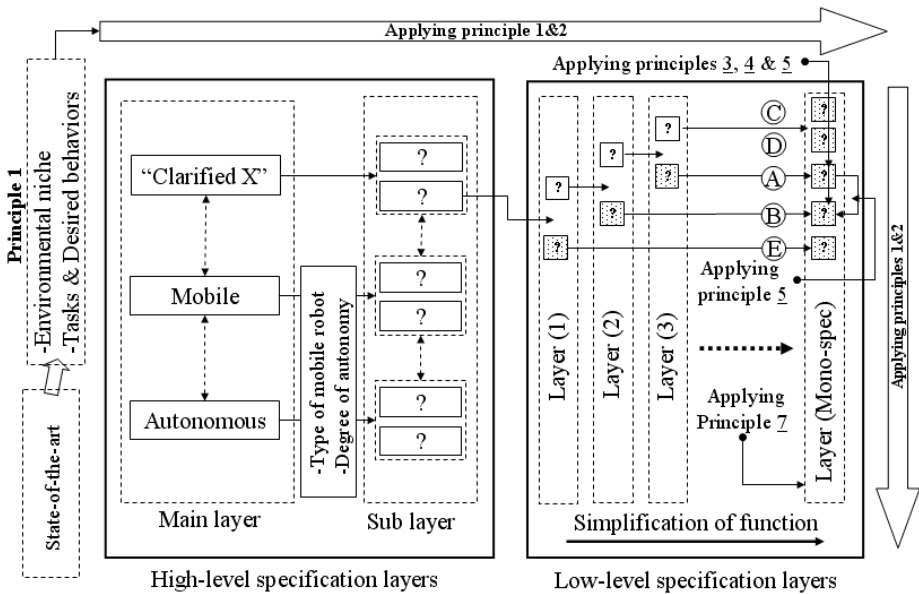 Applying principle 1&2
Principle 1
-Environmental niche
-Tasks & Desired behaviors
State-of-the-art
"Clarified X"
Mobile
Autonomous
Main layer
-Type of mobile robot
-Degree of autonomy
?
?
?
?
?
?
Sub layer
High-level specification layers
Applying principles 3, 4 & 5
?
?
?
?
?
?
Layer (1)
Layer (2)
Layer (3)
C
D
A
B
E
?
?
?
?
?
Applying
principle 5
Applying
Principle 7
Layer (Mono-spec)
Simplification of function
Low-level specification layers
Applying principles 1&2